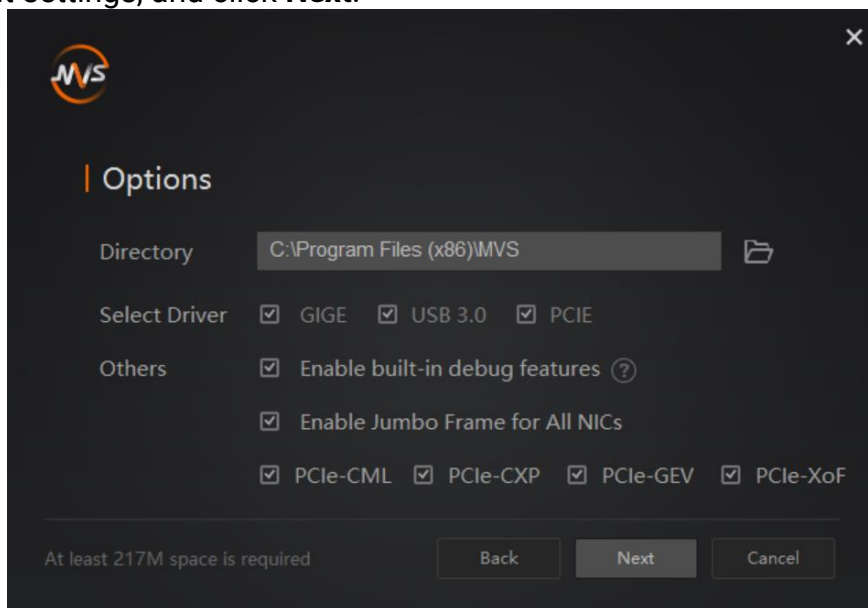 settings, and click Next.
MVS
Options
Directory C:\Program Files (x86)\MVS
Select Driver GIGE USB 3.0 PCIE
Others Enable built-in debug features ?
Enable Jumbo Frame for All NICs
PCIe-CML PCIe-CXP PCIe-GEV PCIe-XoF
At least 217M space is required Back Next Cancel